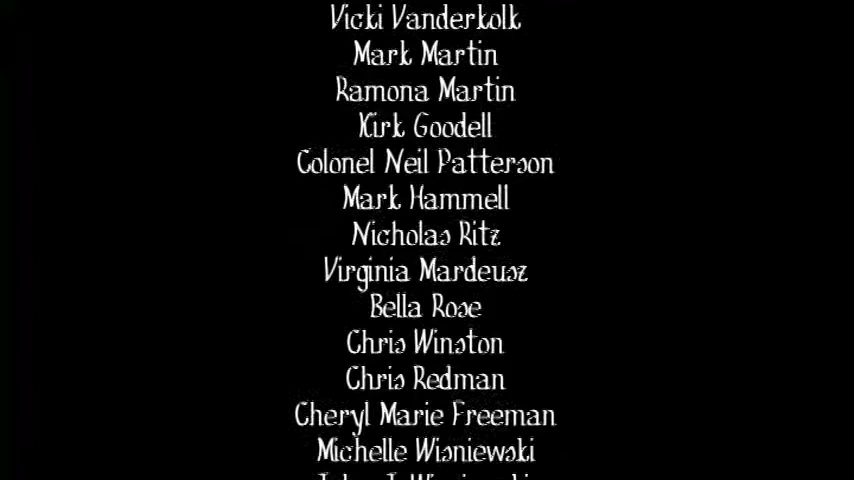 Vicki Vanderkolk
Mark Martin
Ramona Martin
Kirk Goodell
Colonel Neil Patterson
Mark Hammell
Nicholas Ritz
Virginia Mardeusz
Bella Rose
Chris Winston
Chris Redman
Cheryl Marie Freeman
Michelle Wisniewski